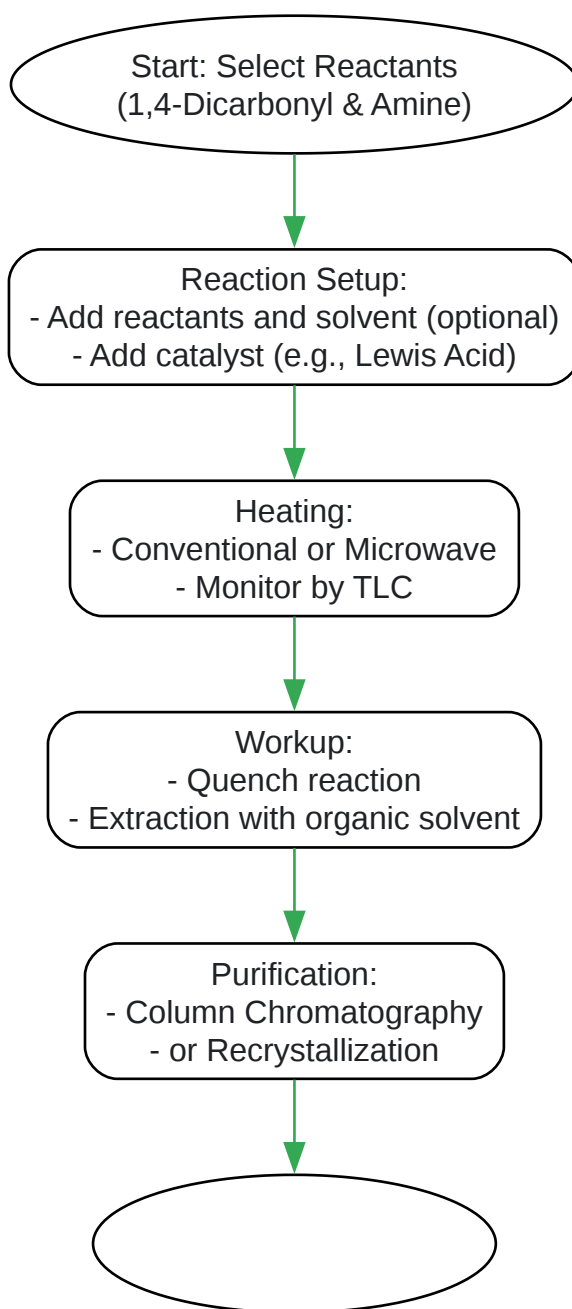 Start: Select Reactants
(1,4-Dicarbonyl & Amine)
Reaction Setup:
- Add reactants and solvent (optional)
- Add catalyst (e.g., Lewis Acid)
Heating:
- Conventional or Microwave
- Monitor by TLC
Workup:
- Quench reaction
- Extraction with organic solvent
Purification:
- Column Chromatography
- or Recrystallization